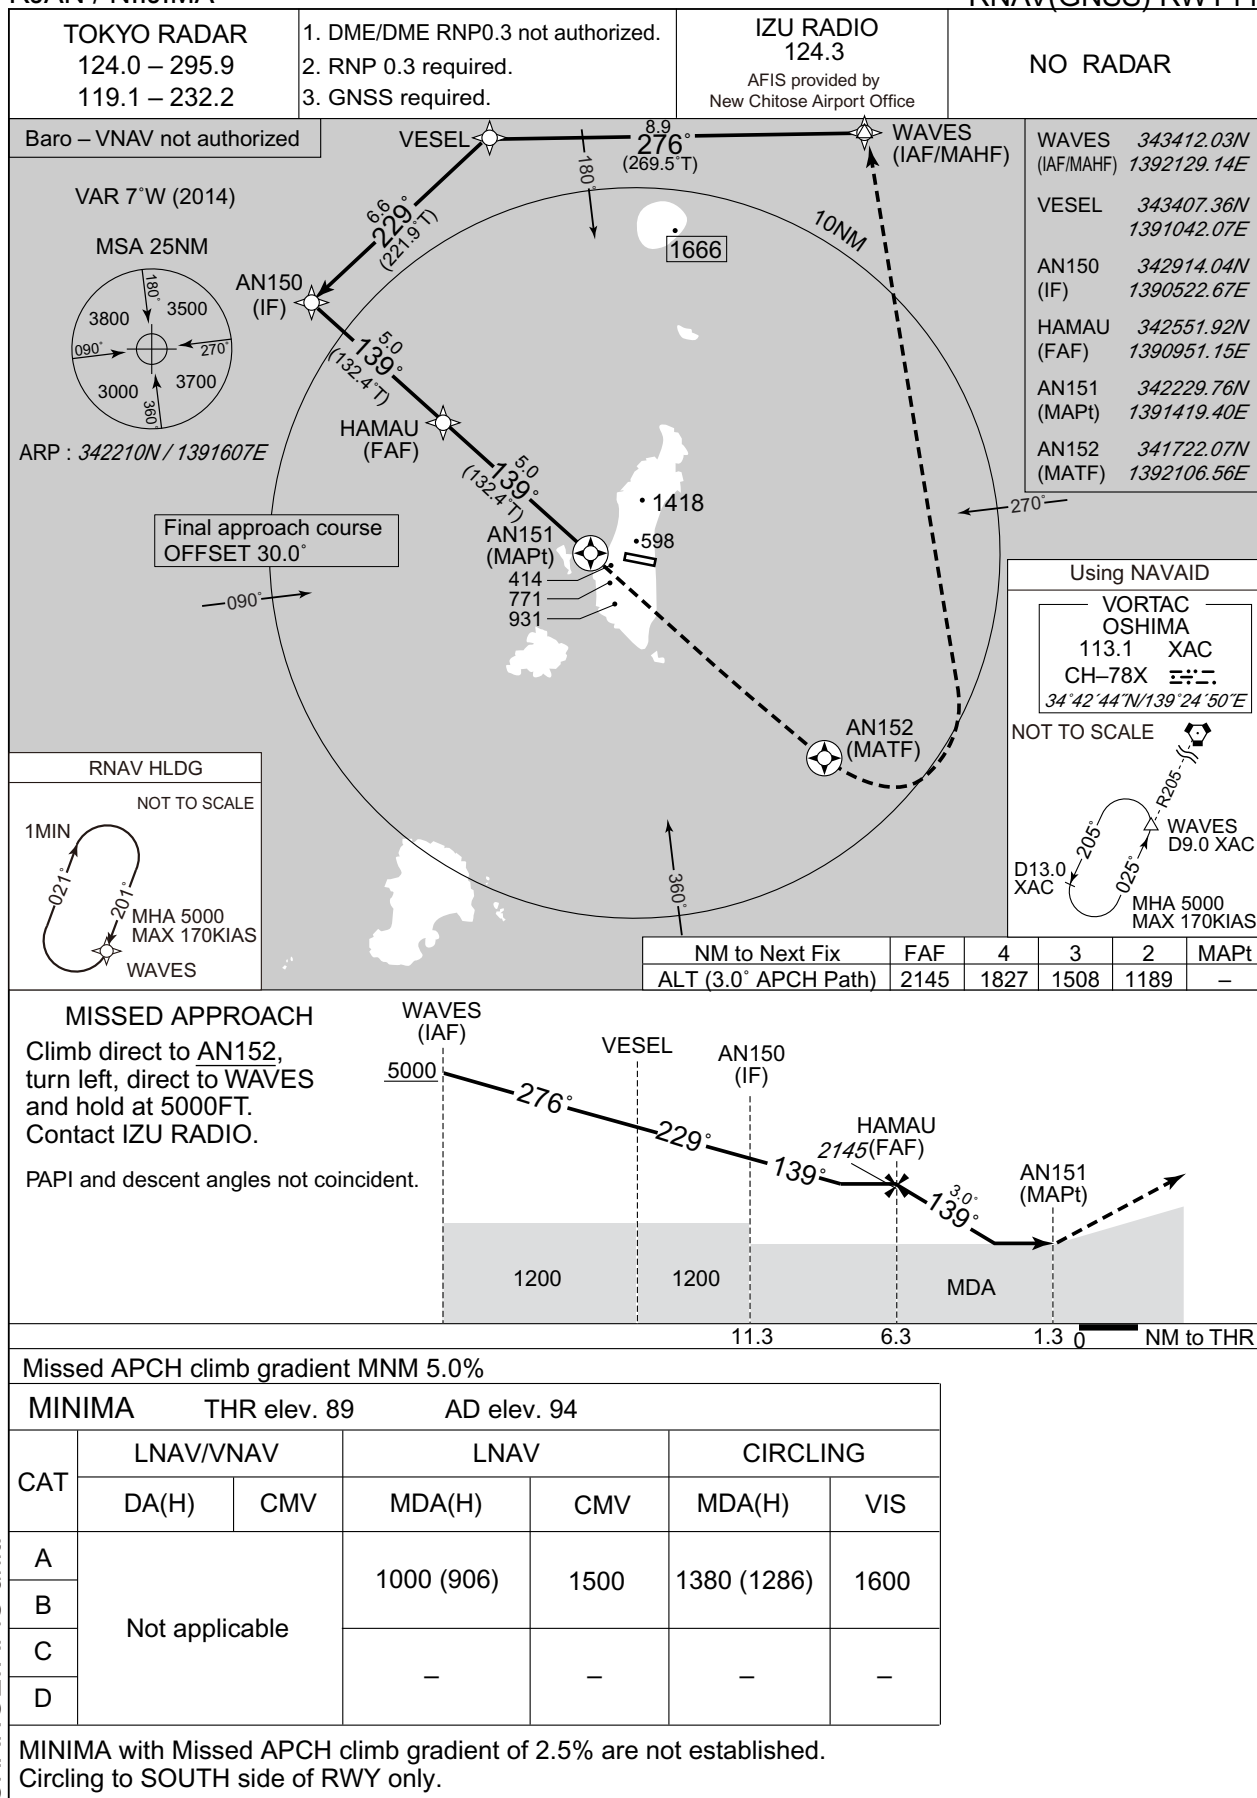 TOKYO RADAR
124.0 – 295.9
119.1 – 232.2
1. DME/DME RNP0.3 not authorized.
2. RNP 0.3 required.
3. GNSS required.
IZU RADIO
124.3
AFIS provided by
New Chitose Airport Office
NO RADAR
Baro – VNAV not authorized
VAR 7˚W (2014)
MSA 25NM
180˚
3800
3500
090˚
270˚
3000
3700
360˚
ARP : 342210N / 1391607E
VESEL
8.9
276˚
(269.5˚T)
WAVES
(IAF/MAHF)
180˚
6.6
229˚
(221.9˚T)
AN150
(IF)
1666
10NM
5.0
139˚
(132.4˚T)
HAMAU
(FAF)
5.0
139˚
(132.4˚T)
Final approach course
OFFSET 30.0˚
AN151
(MAPt)
1418
598
414
771
931
090˚
270˚
360˚
AN152
(MATF)
WAVES 343412.03N
(IAF/MAHF) 1392129.14E
VESEL 343407.36N
1391042.07E
AN150 342914.04N
(IF) 1390522.67E
HAMAU 342551.92N
(FAF) 1390951.15E
AN151 342229.76N
(MAPt) 1391419.40E
AN152 341722.07N
(MATF) 1392106.56E
Using NAVAID
VORTAC
OSHIMA
113.1 XAC
CH–78X
34˚42´44˝N/139˚24´50˝E
NOT TO SCALE
R205
WAVES
D9.0 XAC
205˚
025˚
D13.0
XAC
MHA 5000
MAX 170KIAS
RNAV HLDG
NOT TO SCALE
1MIN
021˚
201˚
MHA 5000
MAX 170KIAS
WAVES
NM to Next Fix FAF 4 3 2 MAPt
ALT (3.0˚ APCH Path) 2145 1827 1508 1189 –
MISSED APPROACH
Climb direct to AN152,
turn left, direct to WAVES
and hold at 5000FT.
Contact IZU RADIO.
PAPI and descent angles not coincident.
WAVES
(IAF)
VESEL
AN150
(IF)
5000
276˚
229˚
139˚
HAMAU
2145 (FAF)
3.0˚
139˚
AN151
(MAPt)
1200
1200
MDA
11.3 6.3 1.3 0 NM to THR
Missed APCH climb gradient MNM 5.0%
MINIMA THR elev. 89 AD elev. 94
CAT LNAV/VNAV LNAV CIRCLING
DA(H) CMV MDA(H) CMV MDA(H) VIS
A
B
Not applicable
1000 (906) 1500 1380 (1286) 1600
C
D
– – – –
MINIMA with Missed APCH climb gradient of 2.5% are not established.
Circling to SOUTH side of RWY only.